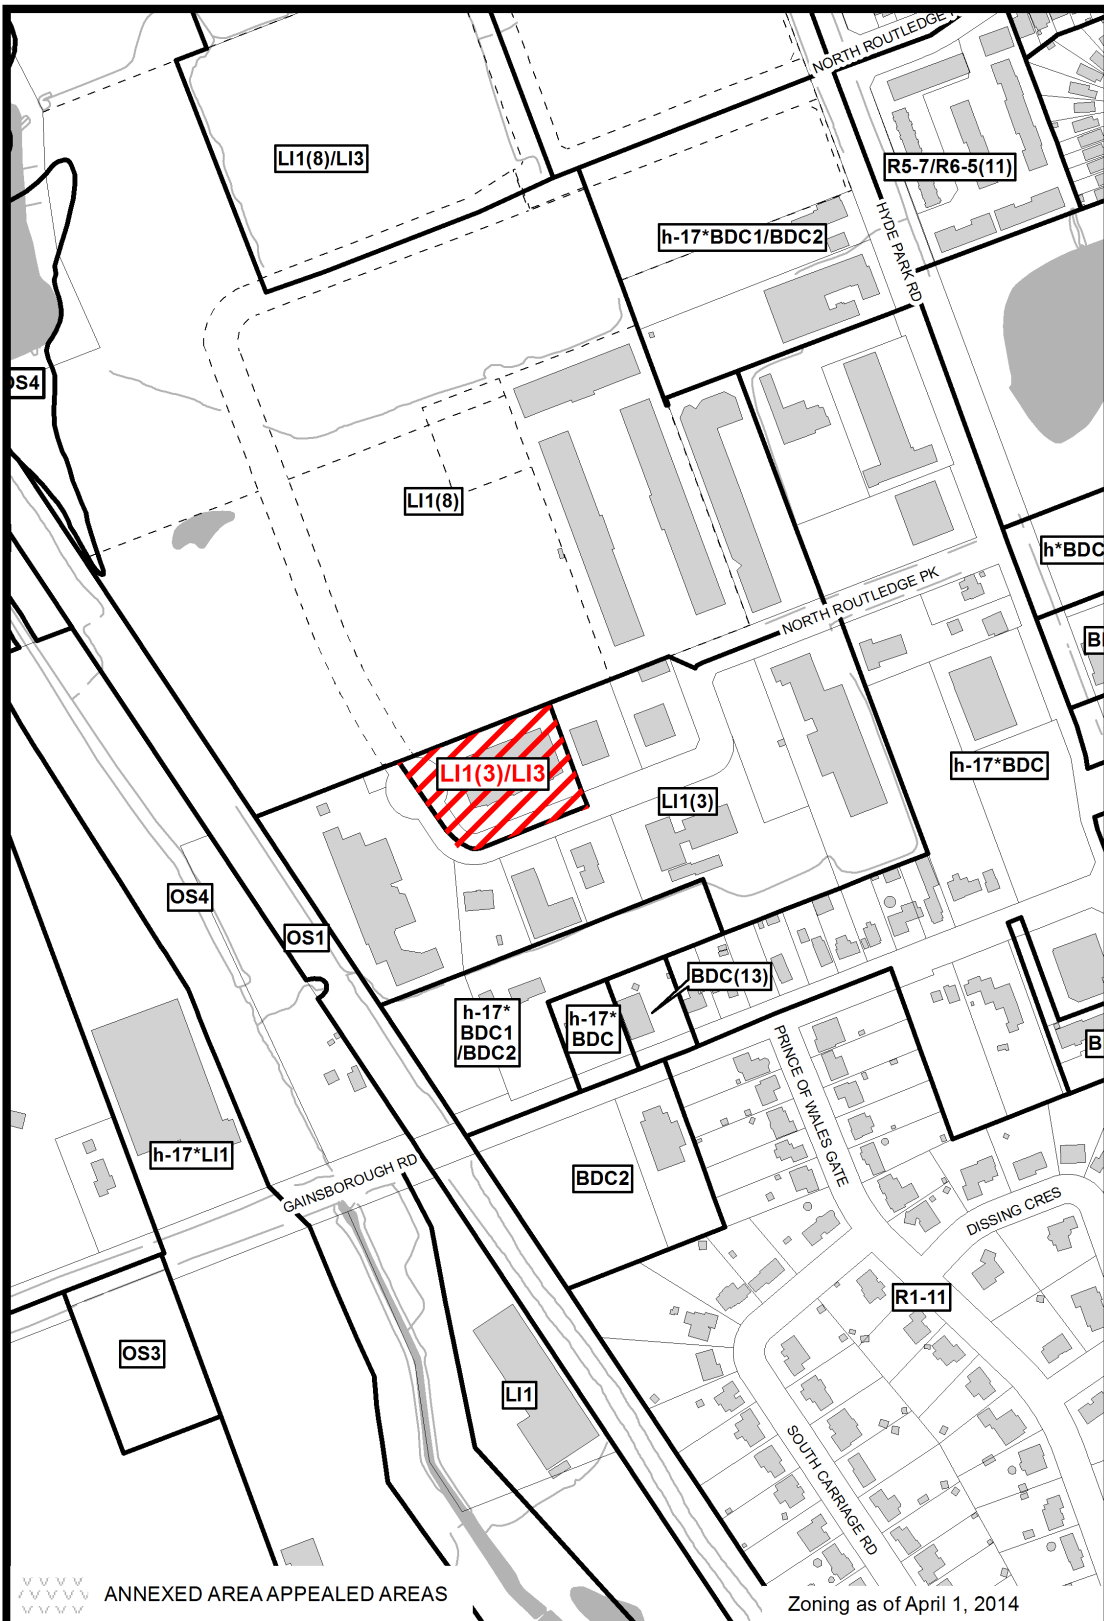 NORTH ROUTLEDGE
LI1(8)/LI3
R5-7/R6-5(11)
h-17*BDC1/BDC2
HYDE PARK RD
OS4
LI1(8)
h*BDC
NORTH ROUTLEDGE PK
LI1(3)/LI3
h-17*BDC
LI1(3)
OS4
OS1
BDC(13)
h-17*
BDC1
/BDC2
h-17*
BDC
PRINCE OF WALES GATE
h-17*LI1
GAINSBOROUGH RD
BDC2
DISSING CRES
R1-11
OS3
LI1
SOUTH CARRIAGE RD
ANNEXED AREA APPEALED AREAS
Zoning as of April 1, 2014